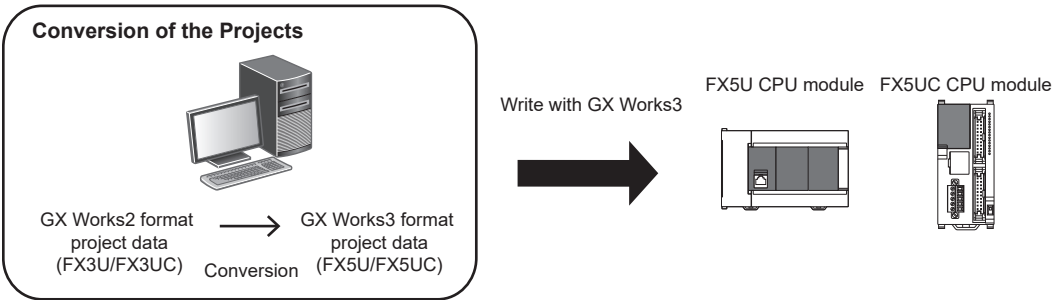 Conversion of the Projects
GX Works2 format
project data
(FX3U/FX3UC)
Conversion
GX Works3 format
project data
(FX5U/FX5UC)
Write with GX Works3
FX5U CPU module
FX5UC CPU module